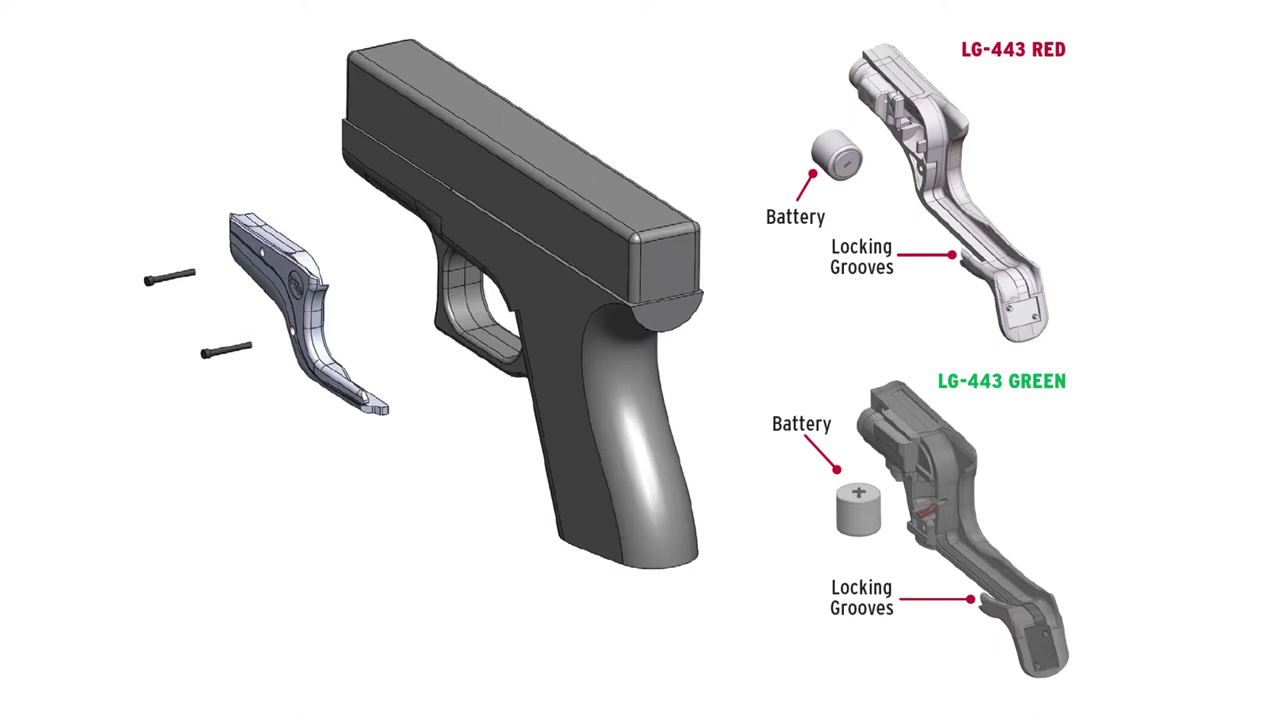 LG-443 RED
Battery
Locking
Grooves
LG-443 GREEN
Battery
+
Locking
Grooves